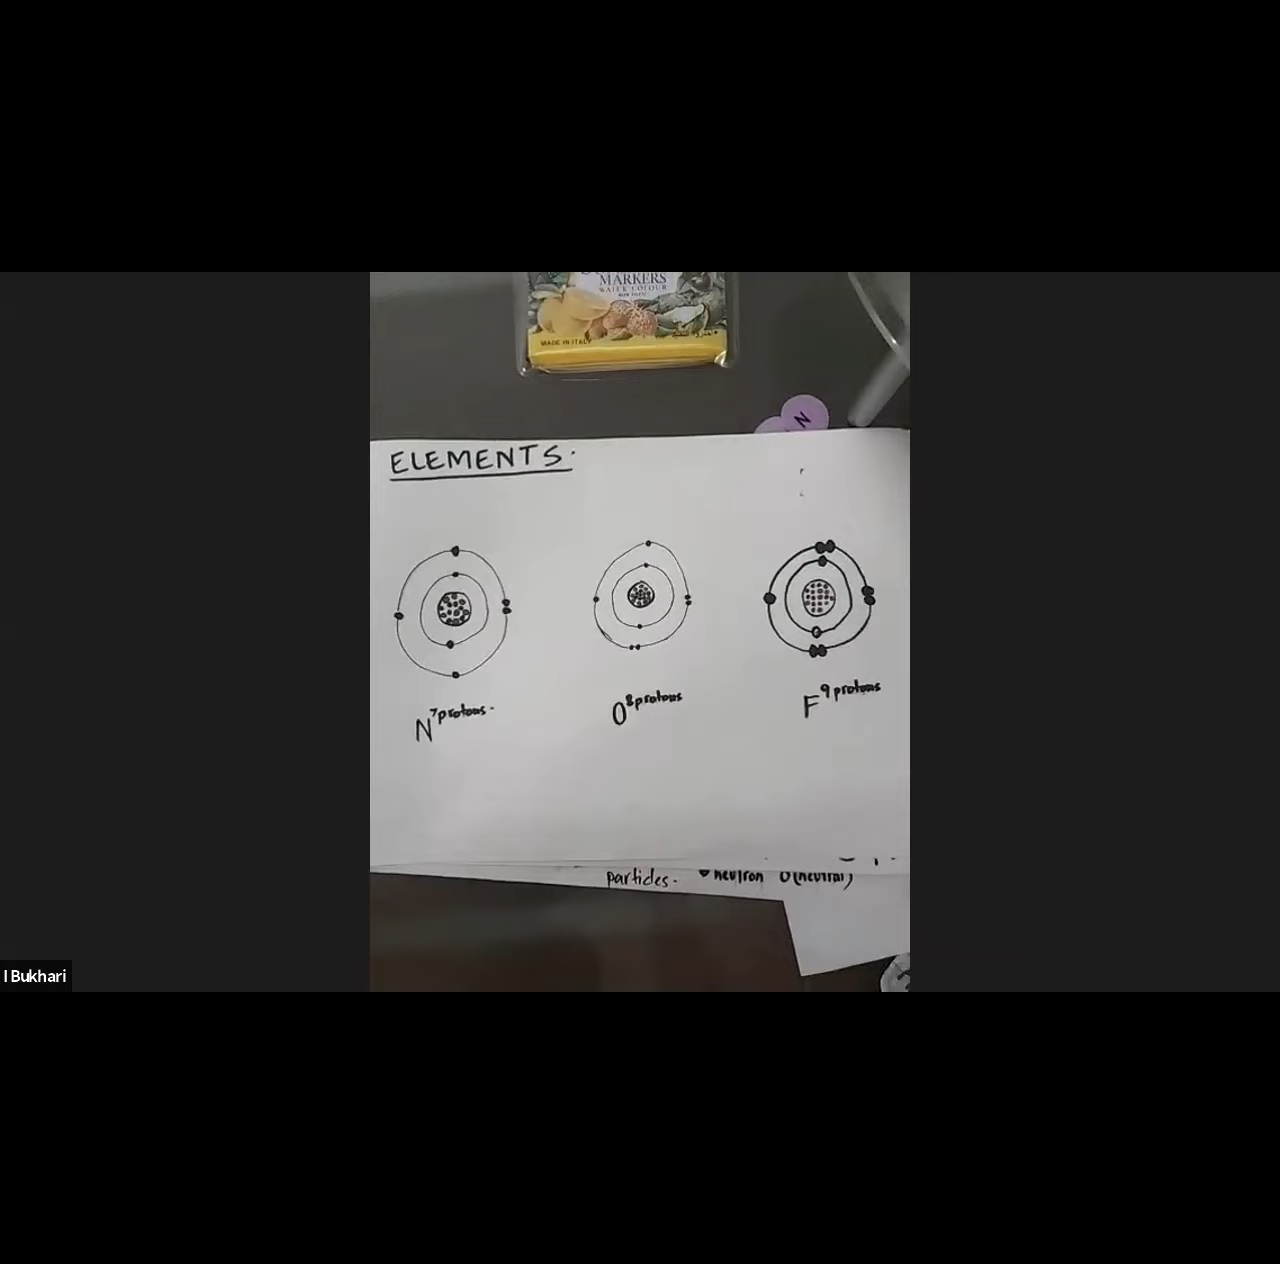 MARKERS
WATER COLOUR
MADE IN ITALY
N
ELEMENTS.
N 7 protons.
O 8 protons
F 9 protons
particles. neutron 0 (neutral)
I Bukhari